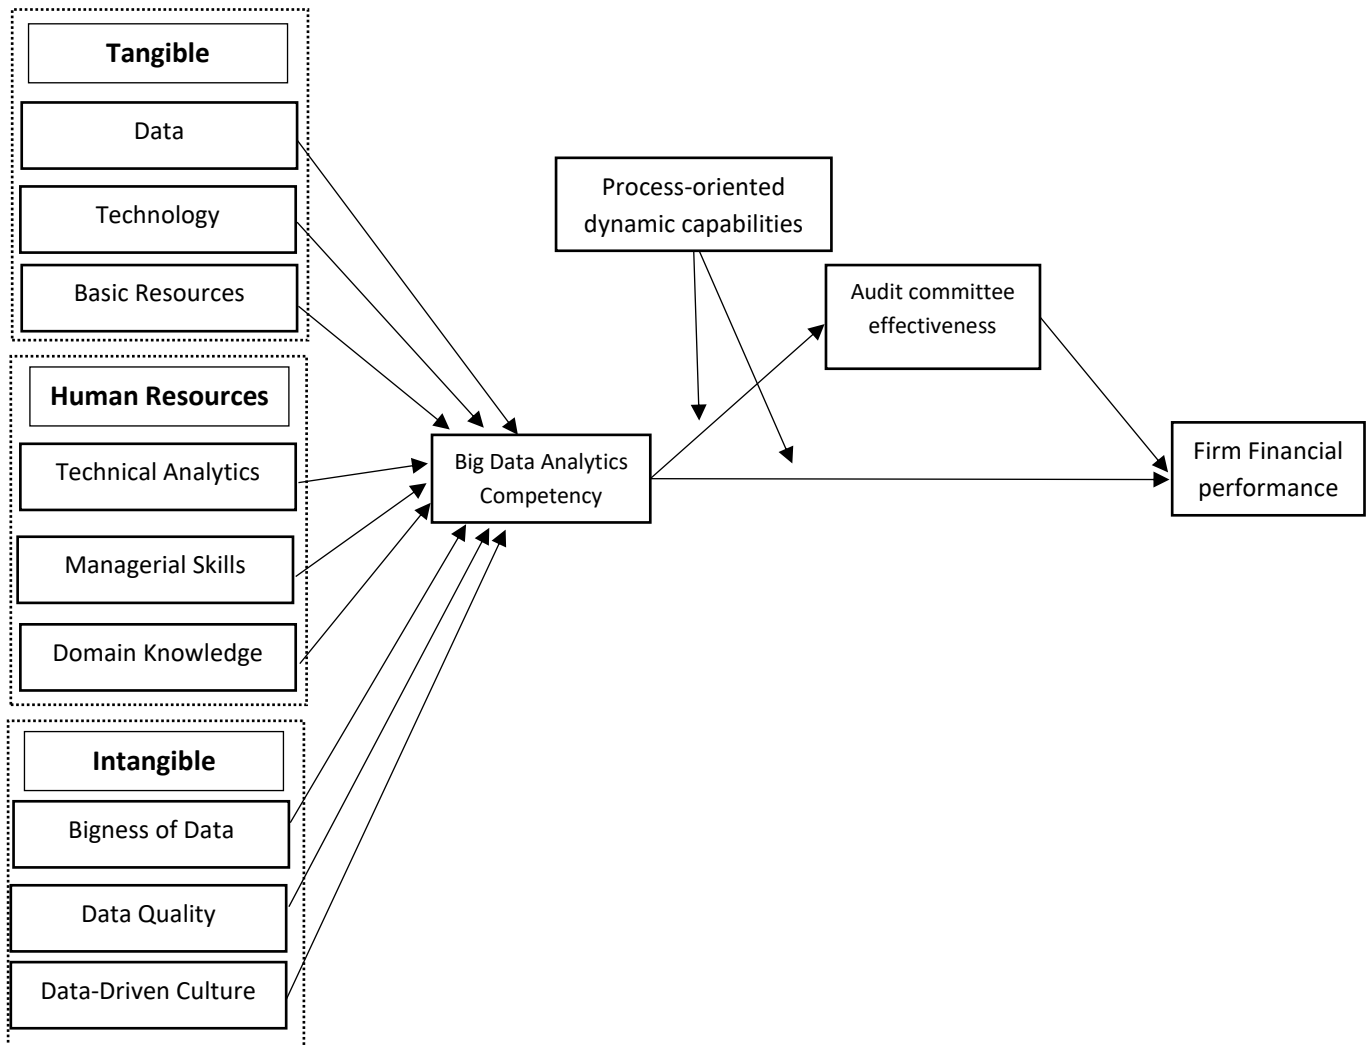 Tangible
Data
Technology
Basic Resources
Human Resources
Technical Analytics
Managerial Skills
Domain Knowledge
Intangible
Bigness of Data
Data Quality
Data-Driven Culture
Process-oriented
dynamic capabilities
Audit committee
effectiveness
Big Data Analytics
Competency
Firm Financial
performance